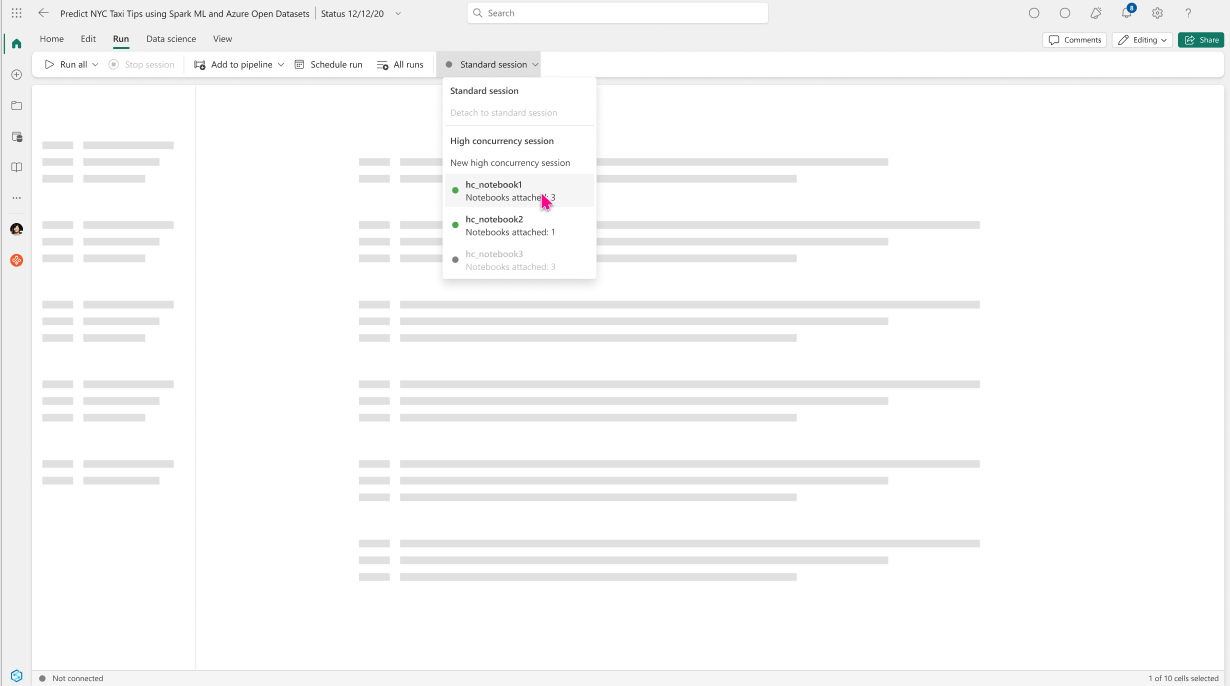 Predict NYC Taxi Tips using Spark ML and Azure Open Datasets | Status 12/12/20
Search
8
?
Home Edit Run Data science View
Comments
Editing
Share
Run all
Stop session
Add to pipeline
Schedule run
All runs
Standard session
Standard session
Detach to standard session
High concurrency session
New high concurrency session
hc_notebook1
Notebooks attached: 3
hc_notebook2
Notebooks attached: 1
hc_notebook3
Notebooks attached: 3
Not connected
1 of 10 cells selected